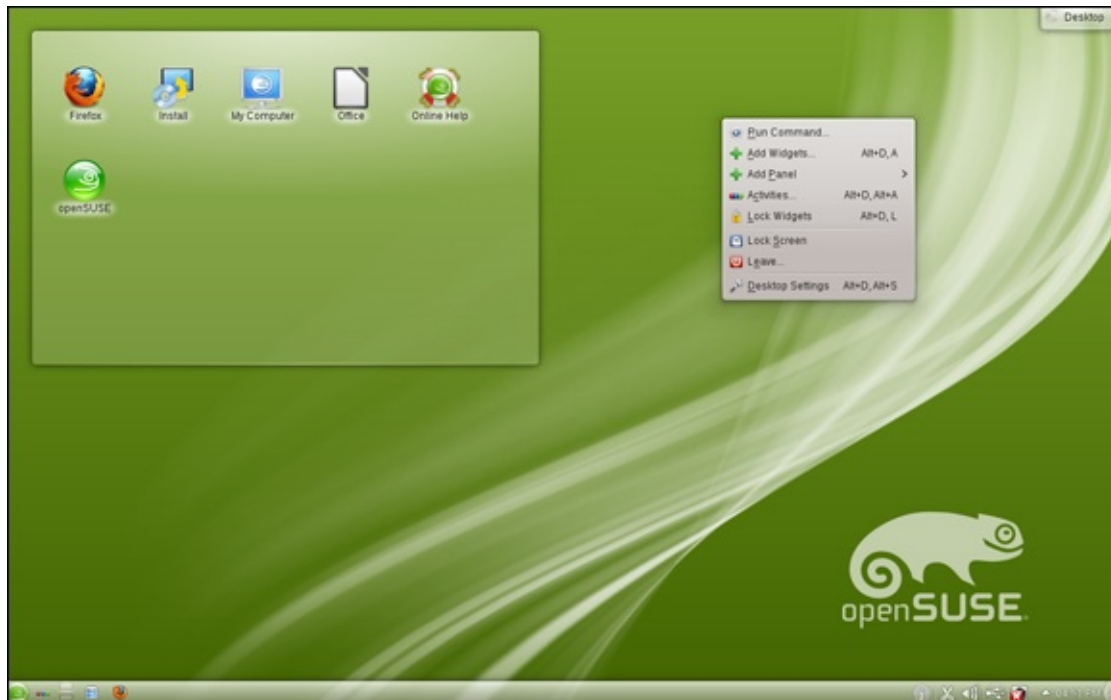 Desktop
Firefox
Install
My Computer
Office
Online Help
openSUSE
Run Command...
Add Widgets... Alt+D, A
Add Panel
Activities... Alt+D, Alt+A
Lock Widgets Alt+D, L
Lock Screen
Leave...
Desktop Settings Alt+D, Alt+S
openSUSE